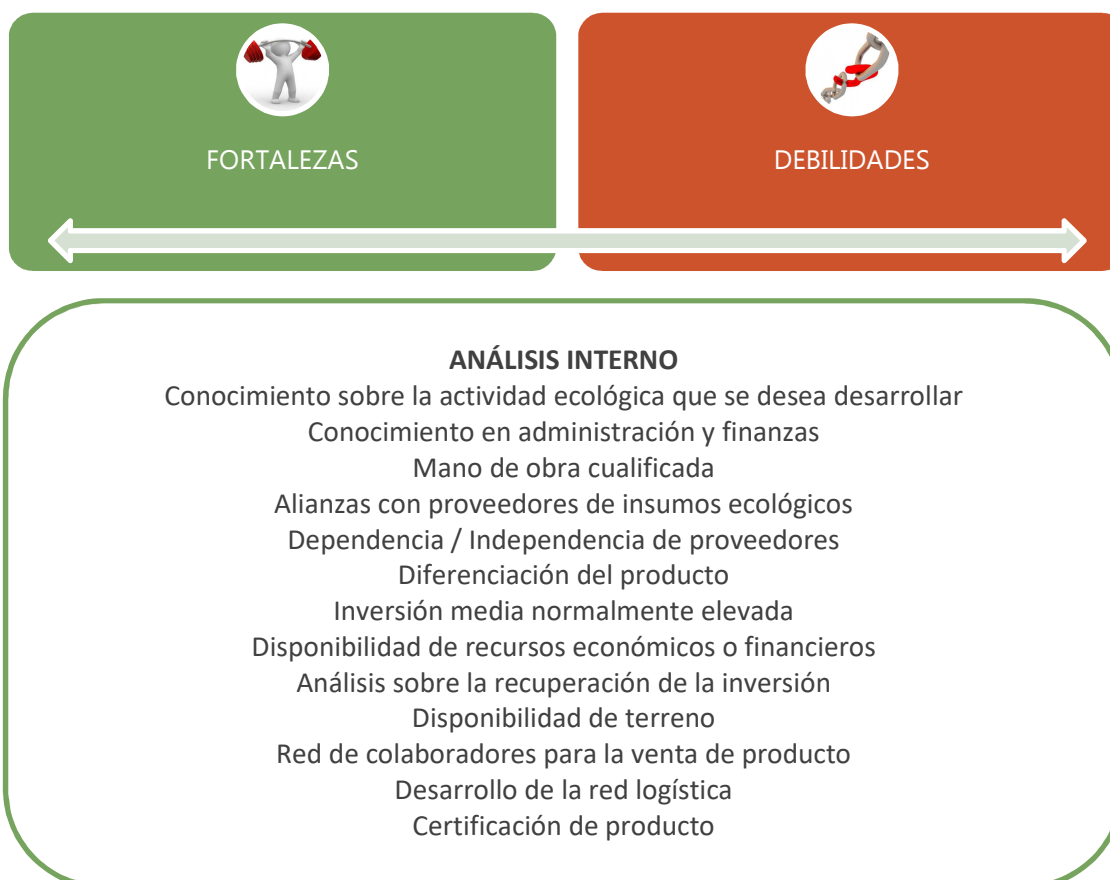 FORTALEZAS
DEBILIDADES
ANÁLISIS INTERNO
Conocimiento sobre la actividad ecológica que se desea desarrollar
Conocimiento en administración y finanzas
Mano de obra cualificada
Alianzas con proveedores de insumos ecológicos
Dependencia / Independencia de proveedores
Diferenciación del producto
Inversión media normalmente elevada
Disponibilidad de recursos económicos o financieros
Análisis sobre la recuperación de la inversión
Disponibilidad de terreno
Red de colaboradores para la venta de producto
Desarrollo de la red logística
Certificación de producto